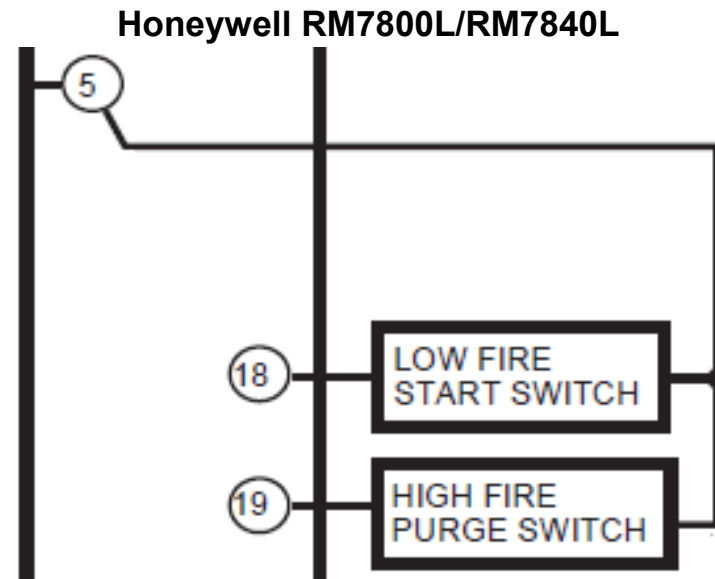 Honeywell RM7800L/RM7840L
5
18
LOW FIRE
START SWITCH
19
HIGH FIRE
PURGE SWITCH